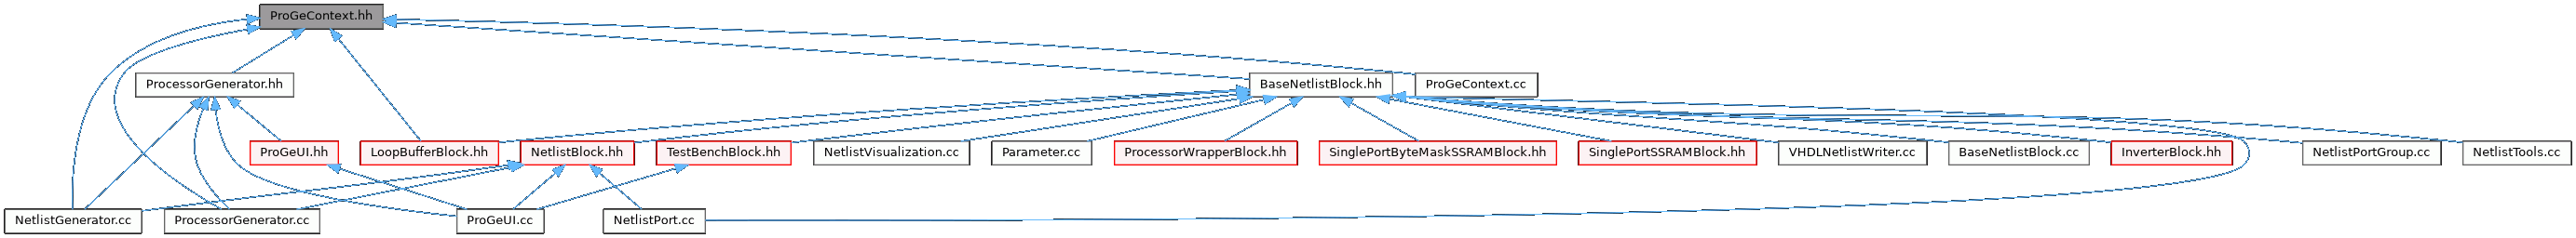 ProGeContext.hh
ProcessorGenerator.hh
BaseNetlistBlock.hh
ProGeContext.cc
ProGeUI.hh
LoopBufferBlock.hh
NetlistBlock.hh
TestBenchBlock.hh
NetlistVisualization.cc
Parameter.cc
ProcessorWrapperBlock.hh
SinglePortByteMaskSSRAMBlock.hh
SinglePortSSRAMBlock.hh
VHDLNetlistWriter.cc
BaseNetlistBlock.cc
InverterBlock.hh
NetlistPortGroup.cc
NetlistTools.cc
NetlistGenerator.cc
ProcessorGenerator.cc
ProGeUI.cc
NetlistPort.cc